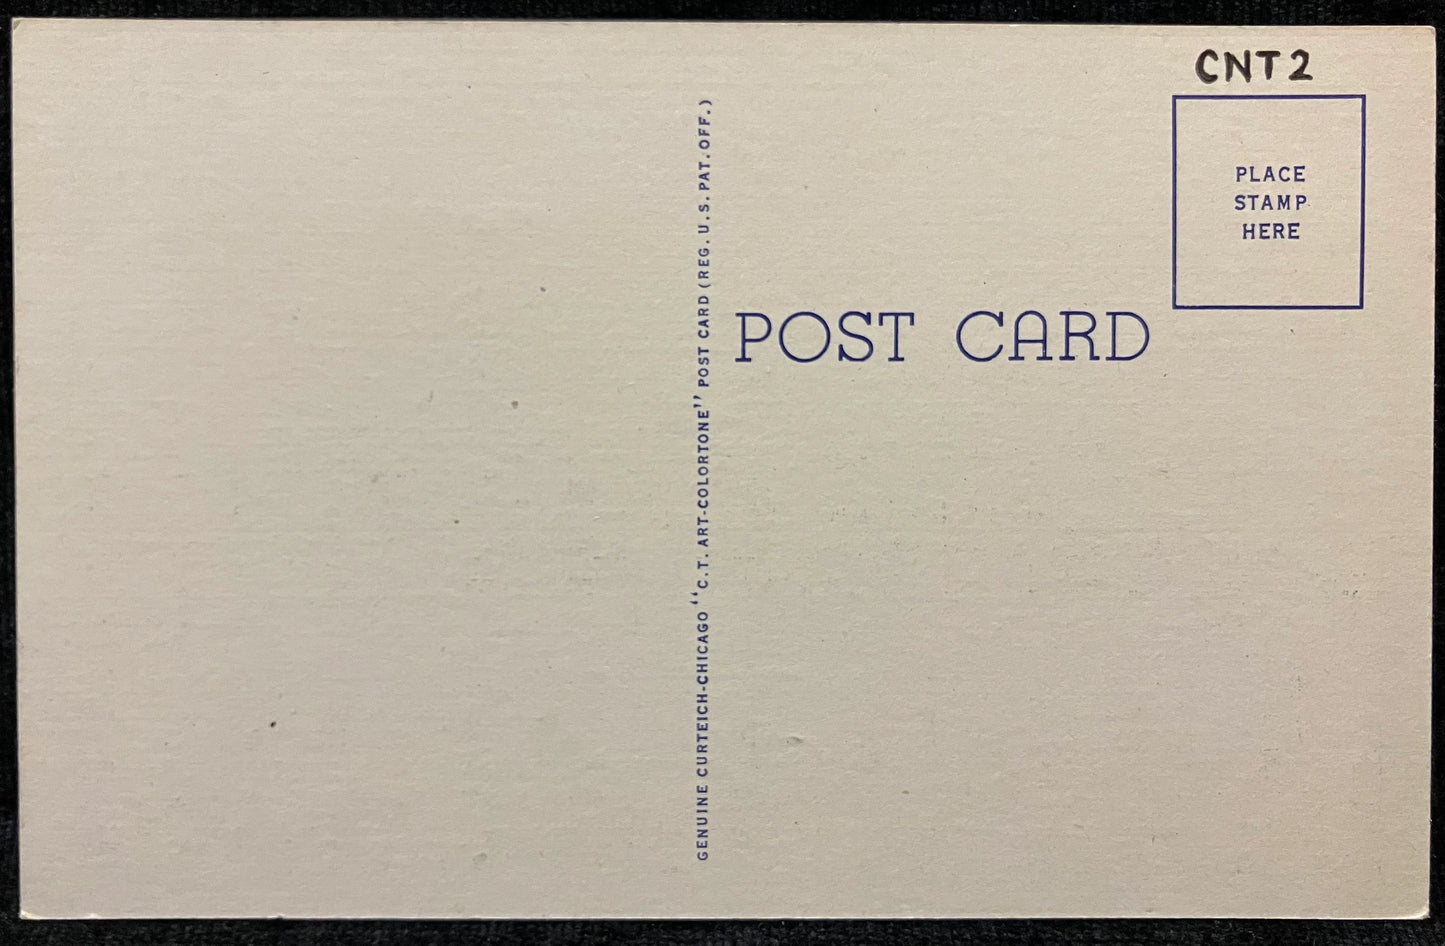 CNT2
PLACE
STAMP
HERE
POST CARD
GENUINE CURTEICH-CHICAGO "C.T. ART-COLORTONE" POST CARD (REG. U.S. PAT. OFF.)